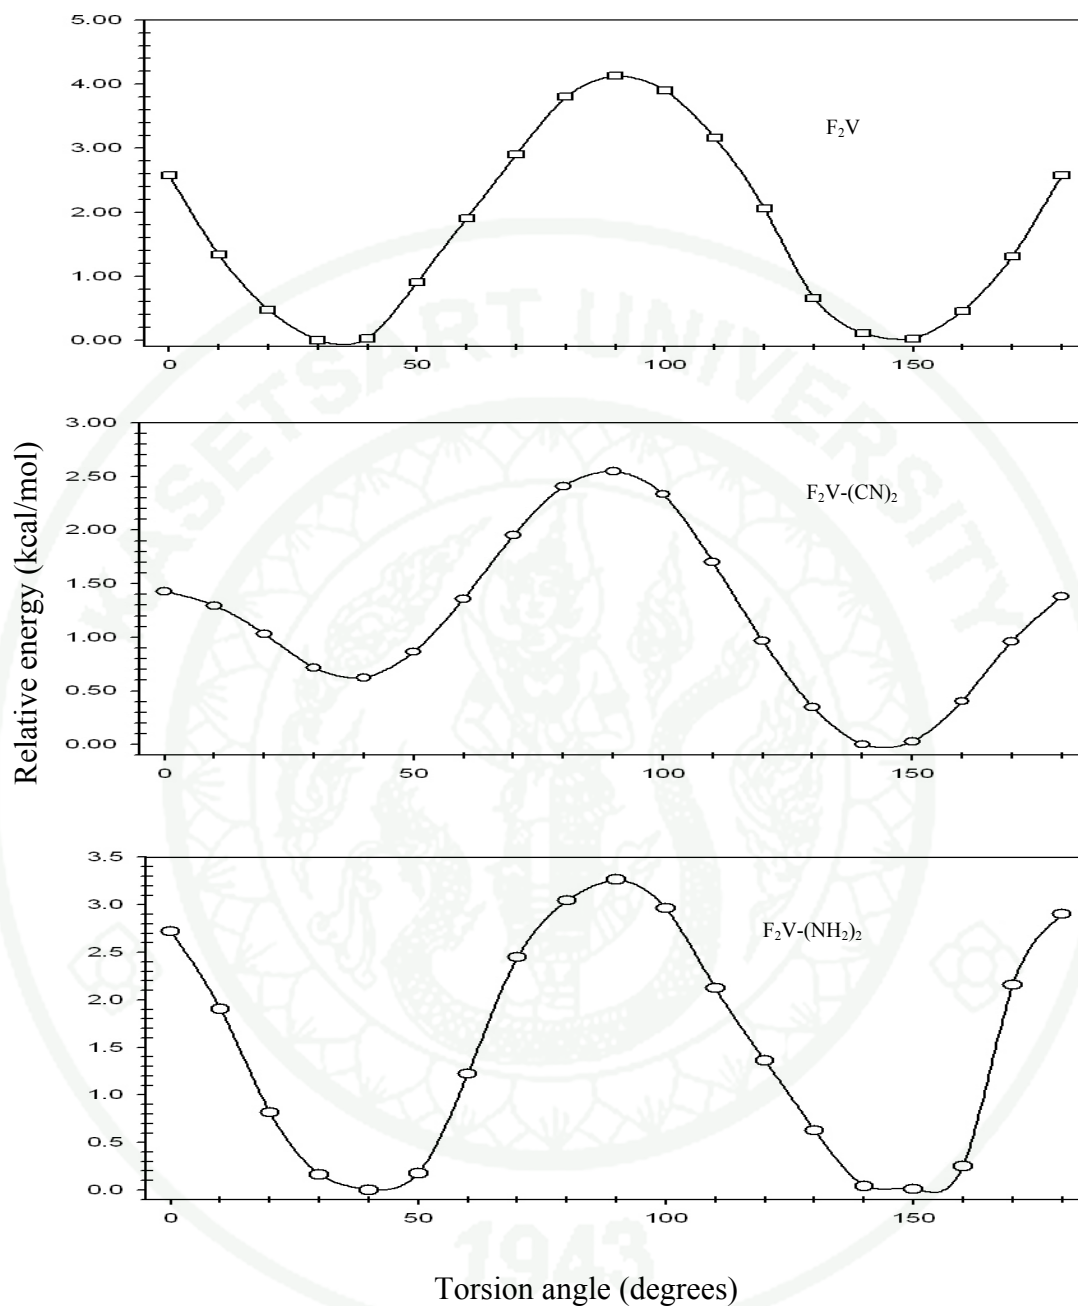 5.00
4.00
F₂V
3.00
2.00
1.00
0.00
0 50 100 150
3.00
2.50
F₂V-(CN)₂
2.00
1.50
1.00
0.50
0.00
0 50 100 150
Relative energy (kcal/mol)
3.5
3.0
F₂V-(NH₂)₂
2.5
2.0
1.5
1.0
0.5
0.0
0 50 100 150
Torsion angle (degrees)
KASETSART UNIVERSITY
1943